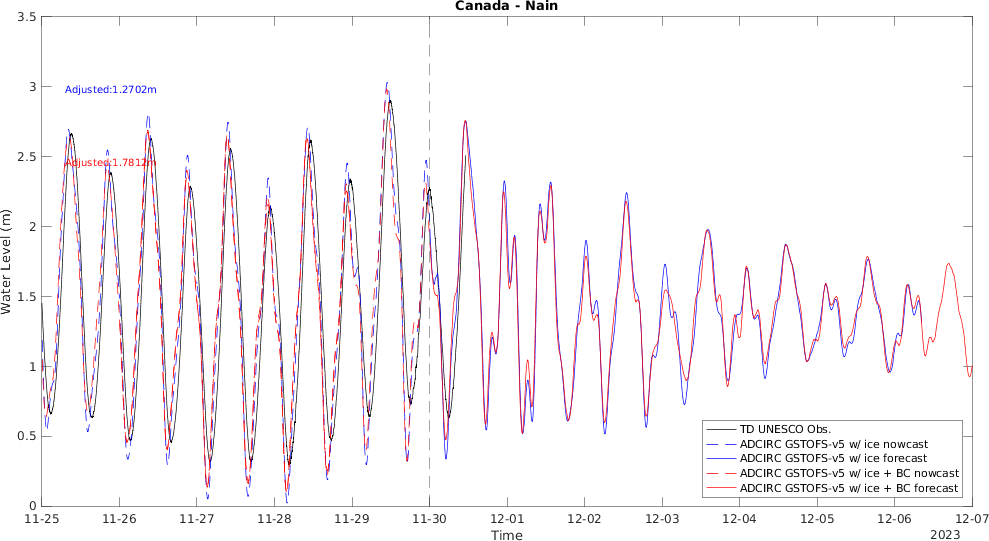 Canada - Nain
3.5
3
2.5
2
1.5
1
0.5
0
Water Level (m)
Adjusted:1.2702m
Adjusted:1.7812m
TD UNESCO Obs.
ADCIRC GSTOFS-v5 w/ ice nowcast
ADCIRC GSTOFS-v5 w/ ice forecast
ADCIRC GSTOFS-v5 w/ ice + BC nowcast
ADCIRC GSTOFS-v5 w/ ice + BC forecast
11-25 11-26 11-27 11-28 11-29 11-30 12-01 12-02 12-03 12-04 12-05 12-06 12-07
Time
2023